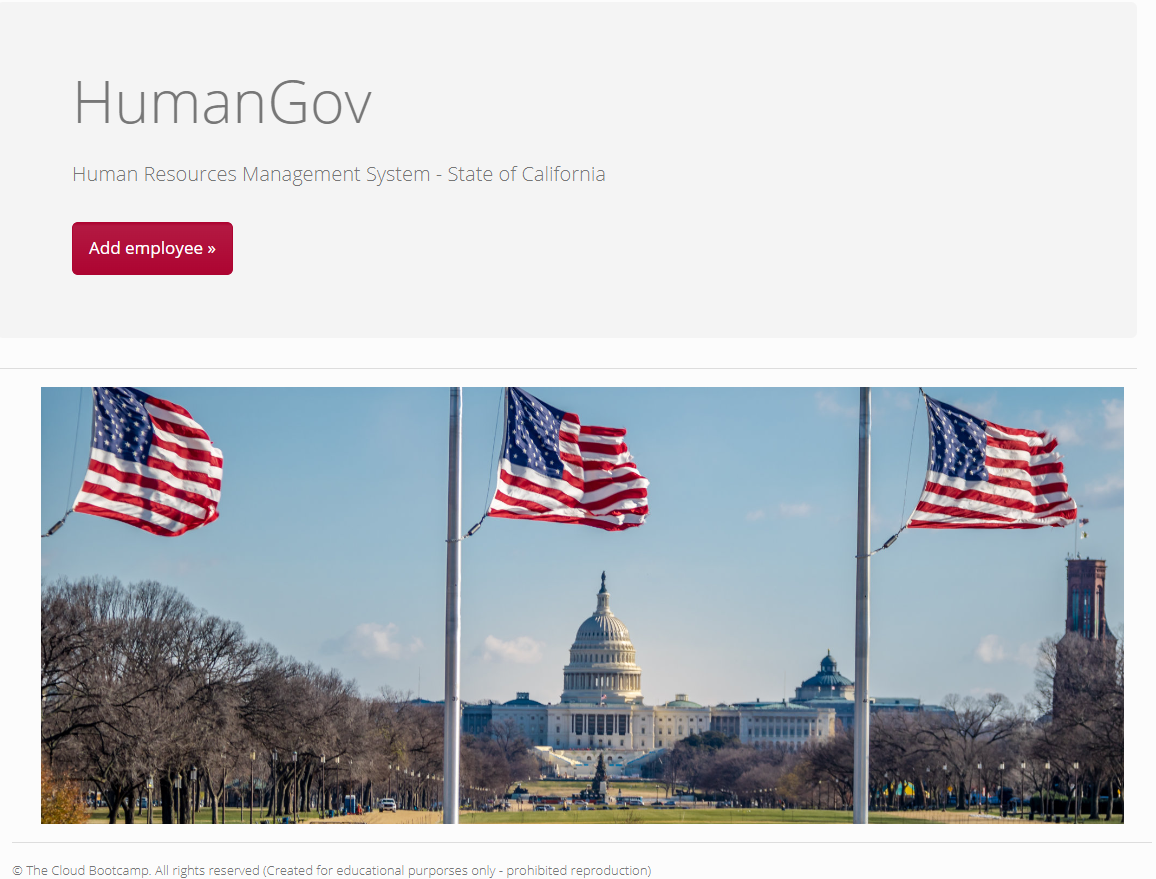 HumanGov
Human Resources Management System - State of California
Add employee »
© The Cloud Bootcamp. All rights reserved (Created for educational purporses only - prohibited reproduction)